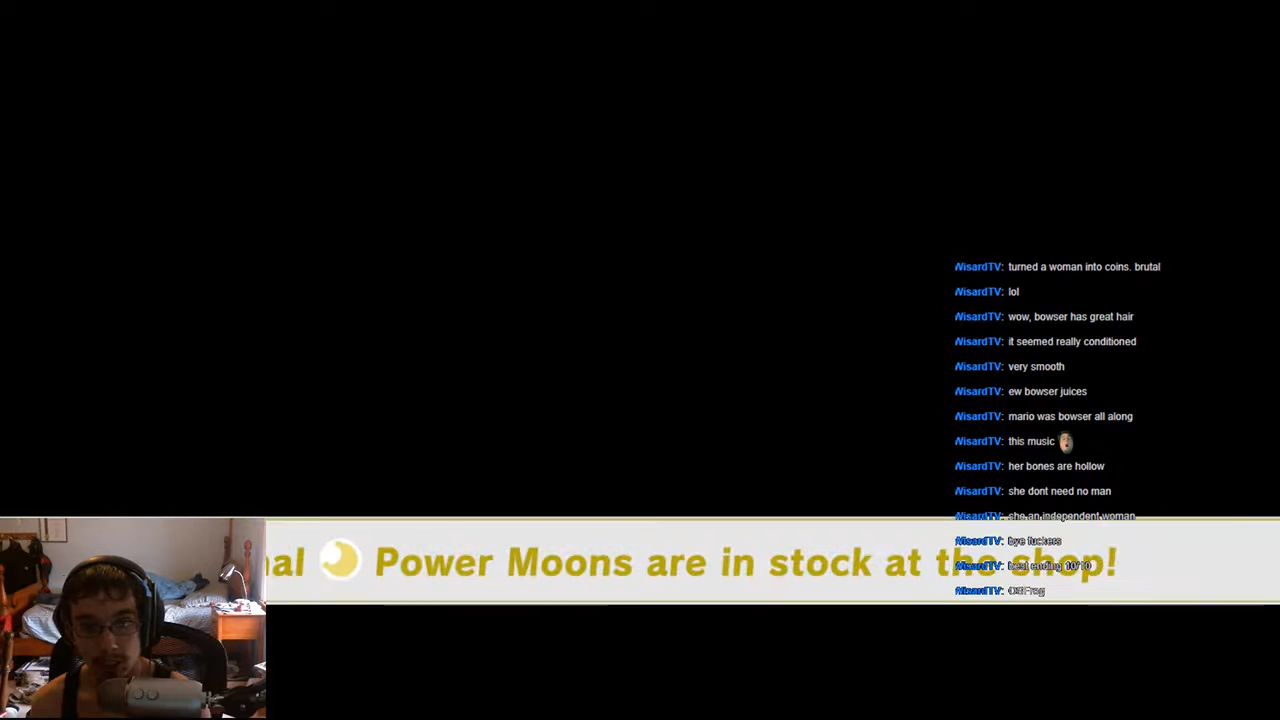 WisardTV: turned a woman into coins. brutal
WisardTV: lol
WisardTV: wow, bowser has great hair
WisardTV: it seemed really conditioned
WisardTV: very smooth
WisardTV: ew bowser juices
WisardTV: mario was bowser all along
WisardTV: this music
WisardTV: her bones are hollow
WisardTV: she dont need no man
WisardTV: she an independent woman
WisardTV: bye fuckers
nal Power Moons are in stock at the shop!
WisardTV: best ending 10/10
WisardTV: OSFrog